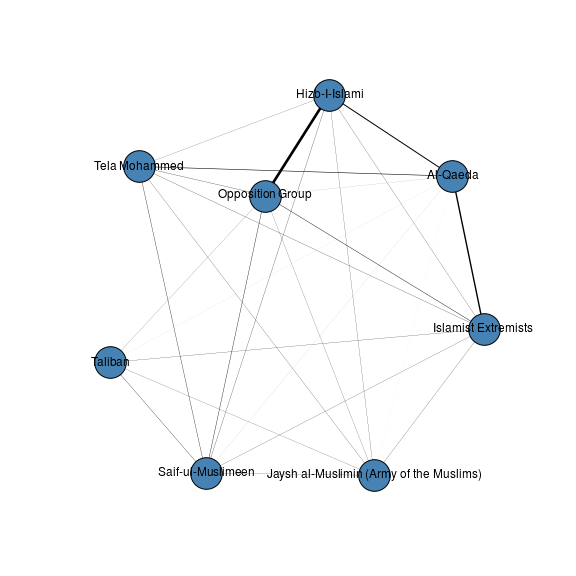 Hizb-I-Islami
Tela Mohammed
Al-Qaeda
Opposition Group
Islamist Extremists
Taliban
Saif-ul-Muslimeen
Jaysh al-Muslimin (Army of the Muslims)